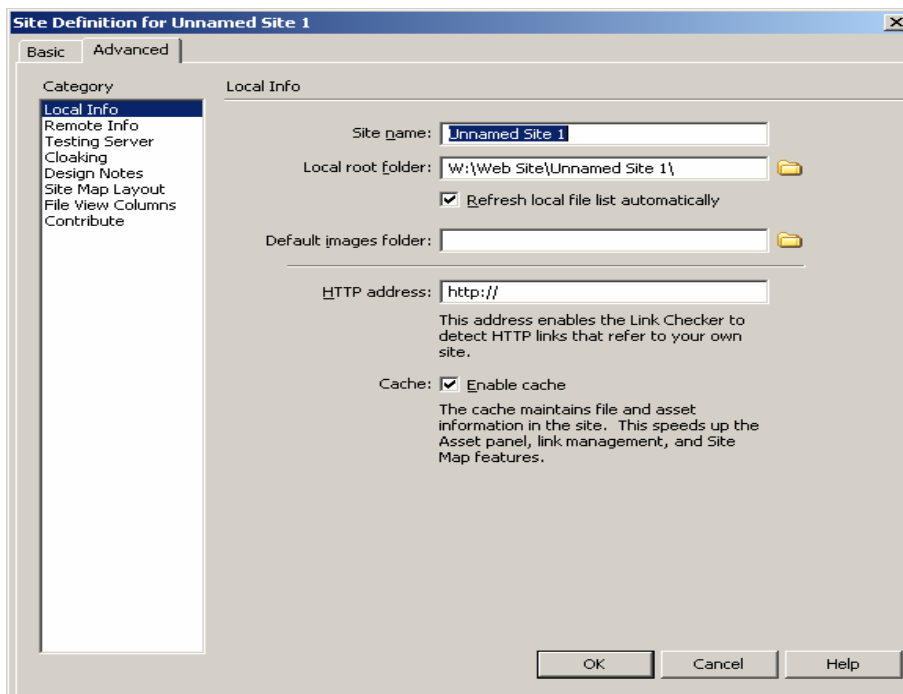 Site Definition for Unnamed Site 1
Basic
Advanced
Category
Local Info
Remote Info
Testing Server
Cloaking
Design Notes
Site Map Layout
File View Columns
Contribute
Local Info
Site name: Unnamed Site 1
Local root folder: W:\Web Site\Unnamed Site 1\
Refresh local file list automatically
Default images folder:
HTTP address: http://
This address enables the Link Checker to
detect HTTP links that refer to your own
site.
Cache: Enable cache
The cache maintains file and asset
information in the site. This speeds up the
Asset panel, link management, and Site
Map features.
OK
Cancel
Help